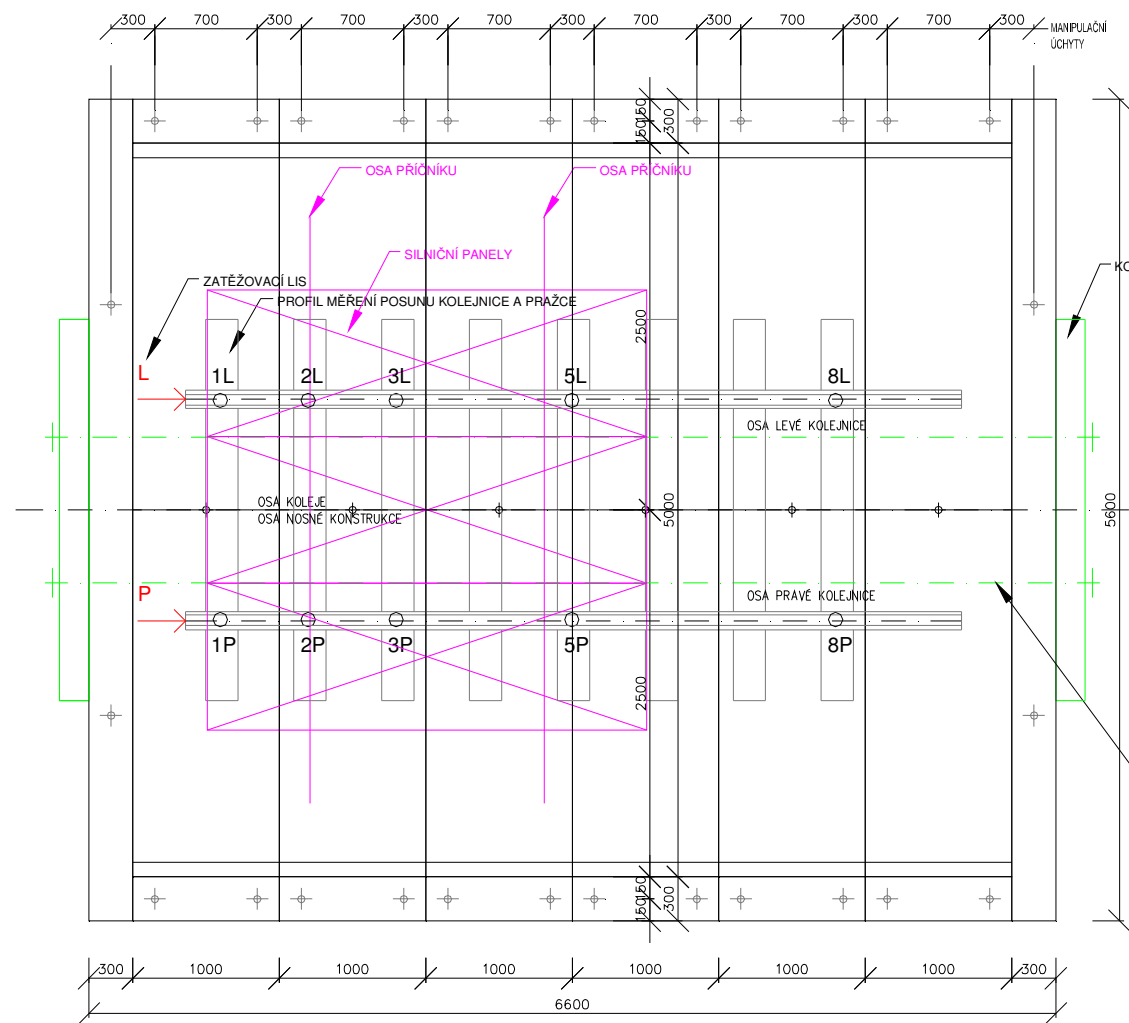 300 700 300 700 300 700 300 700 300 700 300 700 300
MANIPULAČNÍ
ÚCHYTY
150
150
300
OSA PŘÍČNÍKU OSA PŘÍČNÍKU
SILNIČNÍ PANELY
KO
ZATĚŽOVACÍ LIS
PROFIL MĚŘENÍ POSUNU KOLEJNICE A PRAŽCE
2500
L 1L 2L 3L 5L 8L
OSA LEVÉ KOLEJNICE
OSA KOLEJE
OSA NOSNÉ KONSTRUKCE
5000
5600
P
OSA PRAVÉ KOLEJNICE
1P 2P 3P 5P 8P
2500
150
150
300
300 1000 1000 1000 1000 1000 1000 300
6600